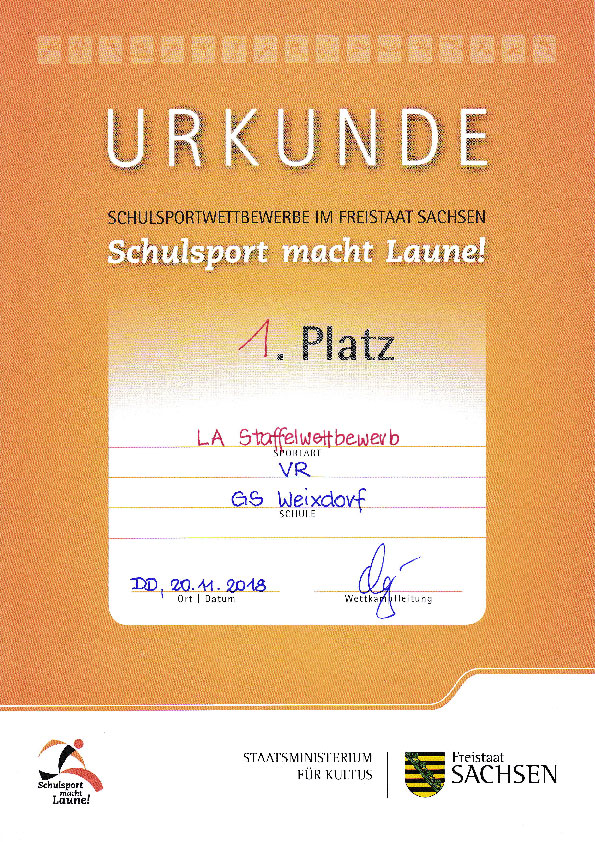 URKUNDE
SCHULSPORTWETTBEWERBE IM FREISTAAT SACHSEN
Schulsport macht Laune!
1. Platz
LA Staffelwettbewerb
SPORTART
VR
GS Weixdorf
SCHULE
DD, 20.11.2018
Ort | Datum
Wettkampfleitung
Schulsport
macht
Laune!
STAATSMINISTERIUM
FÜR KULTUS
Freistaat
SACHSEN